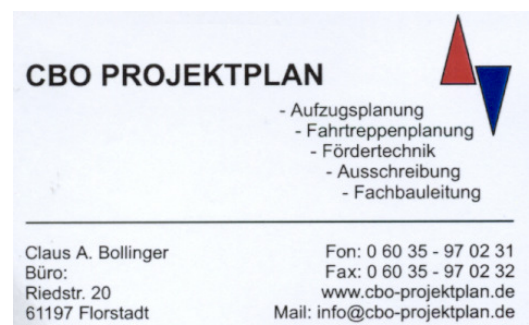 CBO PROJEKTPLAN
- Aufzugsplanung
- Fahrtreppenplanung
- Fördertechnik
- Ausschreibung
- Fachbauleitung
Claus A. Bollinger
Büro:
Riedstr. 20
61197 Florstadt
Fon: 0 60 35 - 97 02 31
Fax: 0 60 35 - 97 02 32
www.cbo-projektplan.de
Mail: info@cbo-projektplan.de